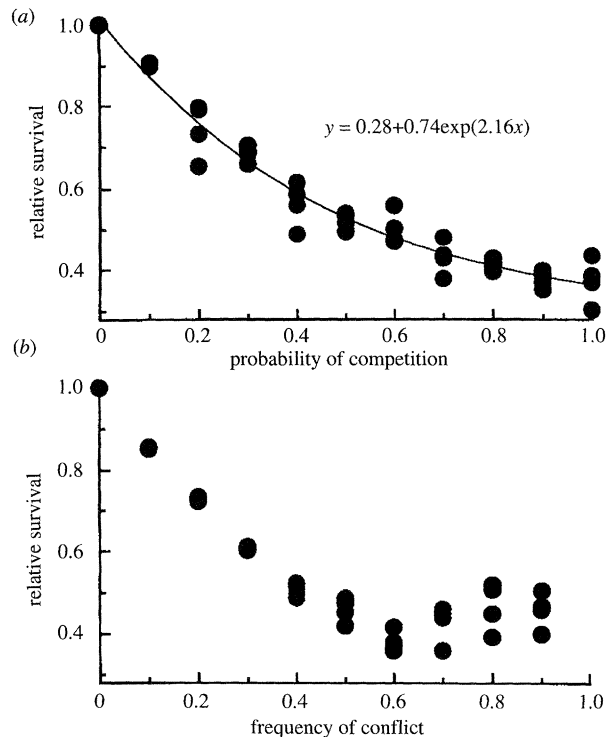 (a)
1.0
0.8
0.6
0.4
relative survival
y = 0.28+0.74exp(2.16x)
0 0.2 0.4 0.6 0.8 1.0
probability of competition
(b)
1.0
0.8
0.6
0.4
relative survival
0 0.2 0.4 0.6 0.8 1.0
frequency of conflict